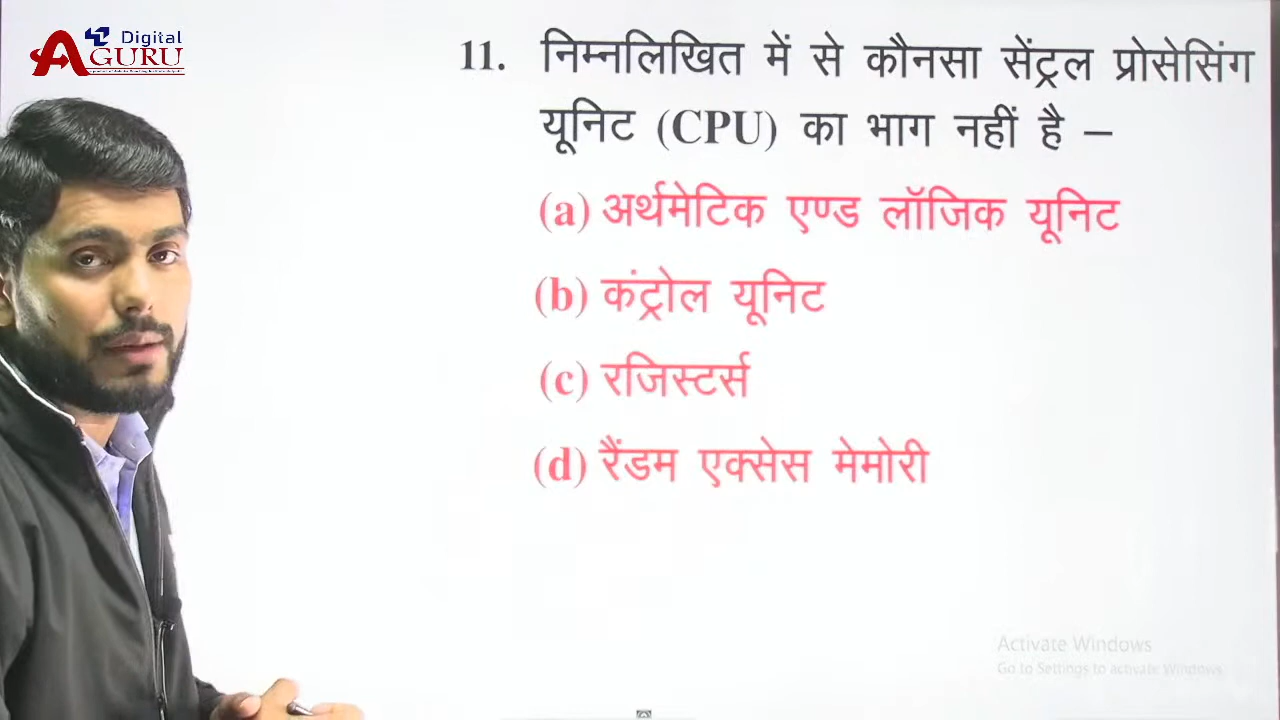 Digital
AGURU
11. निम्नलिखित में से कौनसा सेंट्रल प्रोसेसिंग
यूनिट (CPU) का भाग नहीं है –
(a) अर्थमेटिक एण्ड लॉजिक यूनिट
(b) कंट्रोल यूनिट
(c) रजिस्टर्स
(d) रैंडम एक्सेस मेमोरी
Activate Windows
Go to Settings to activate Windows.